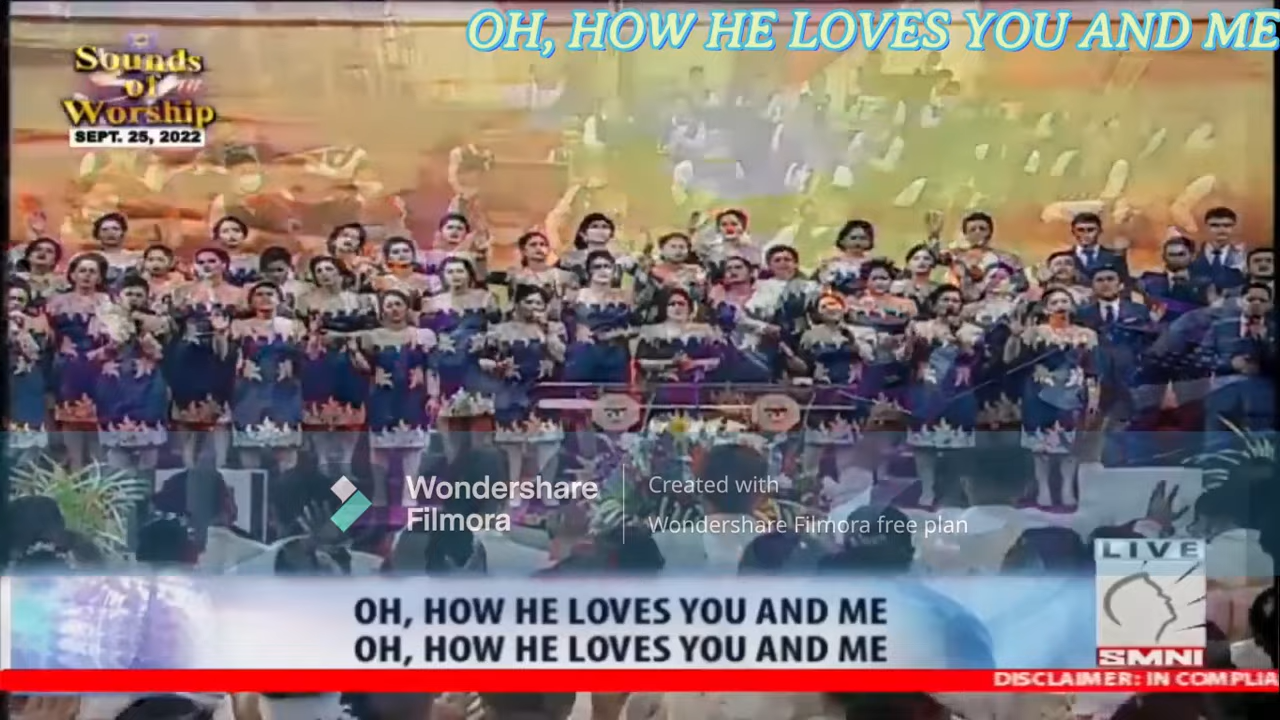 OH, HOW HE LOVES YOU AND ME
Sounds
of
Worship
SEPT. 25, 2022
Wondershare
Filmora
Created with
Wondershare Filmora free plan
LIVE
OH, HOW HE LOVES YOU AND ME
OH, HOW HE LOVES YOU AND ME
SMNI
DISCLAIMER: IN COMPLIA